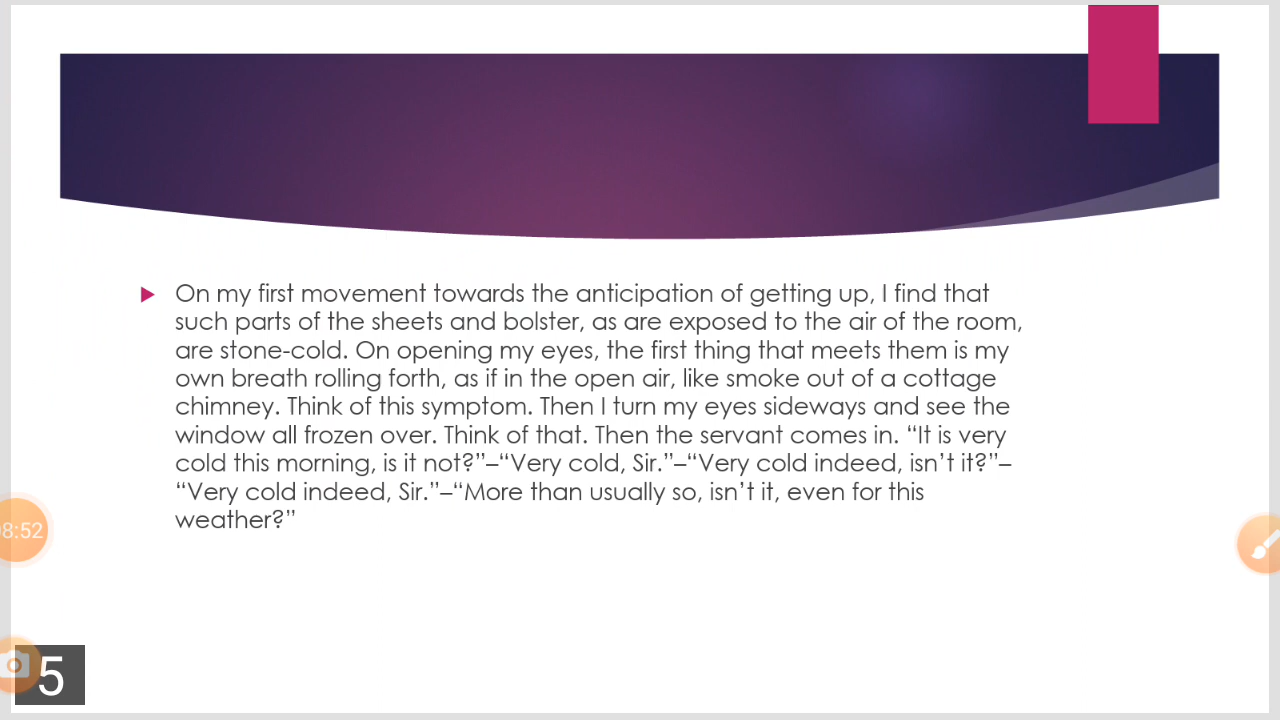 On my first movement towards the anticipation of getting up, I find that
such parts of the sheets and bolster, as are exposed to the air of the room,
are stone-cold. On opening my eyes, the first thing that meets them is my
own breath rolling forth, as if in the open air, like smoke out of a cottage
chimney. Think of this symptom. Then I turn my eyes sideways and see the
window all frozen over. Think of that. Then the servant comes in. “It is very
cold this morning, is it not?”–“Very cold, Sir.”–“Very cold indeed, isn’t it?”–
“Very cold indeed, Sir.”–“More than usually so, isn’t it, even for this
weather?”
8:52
5